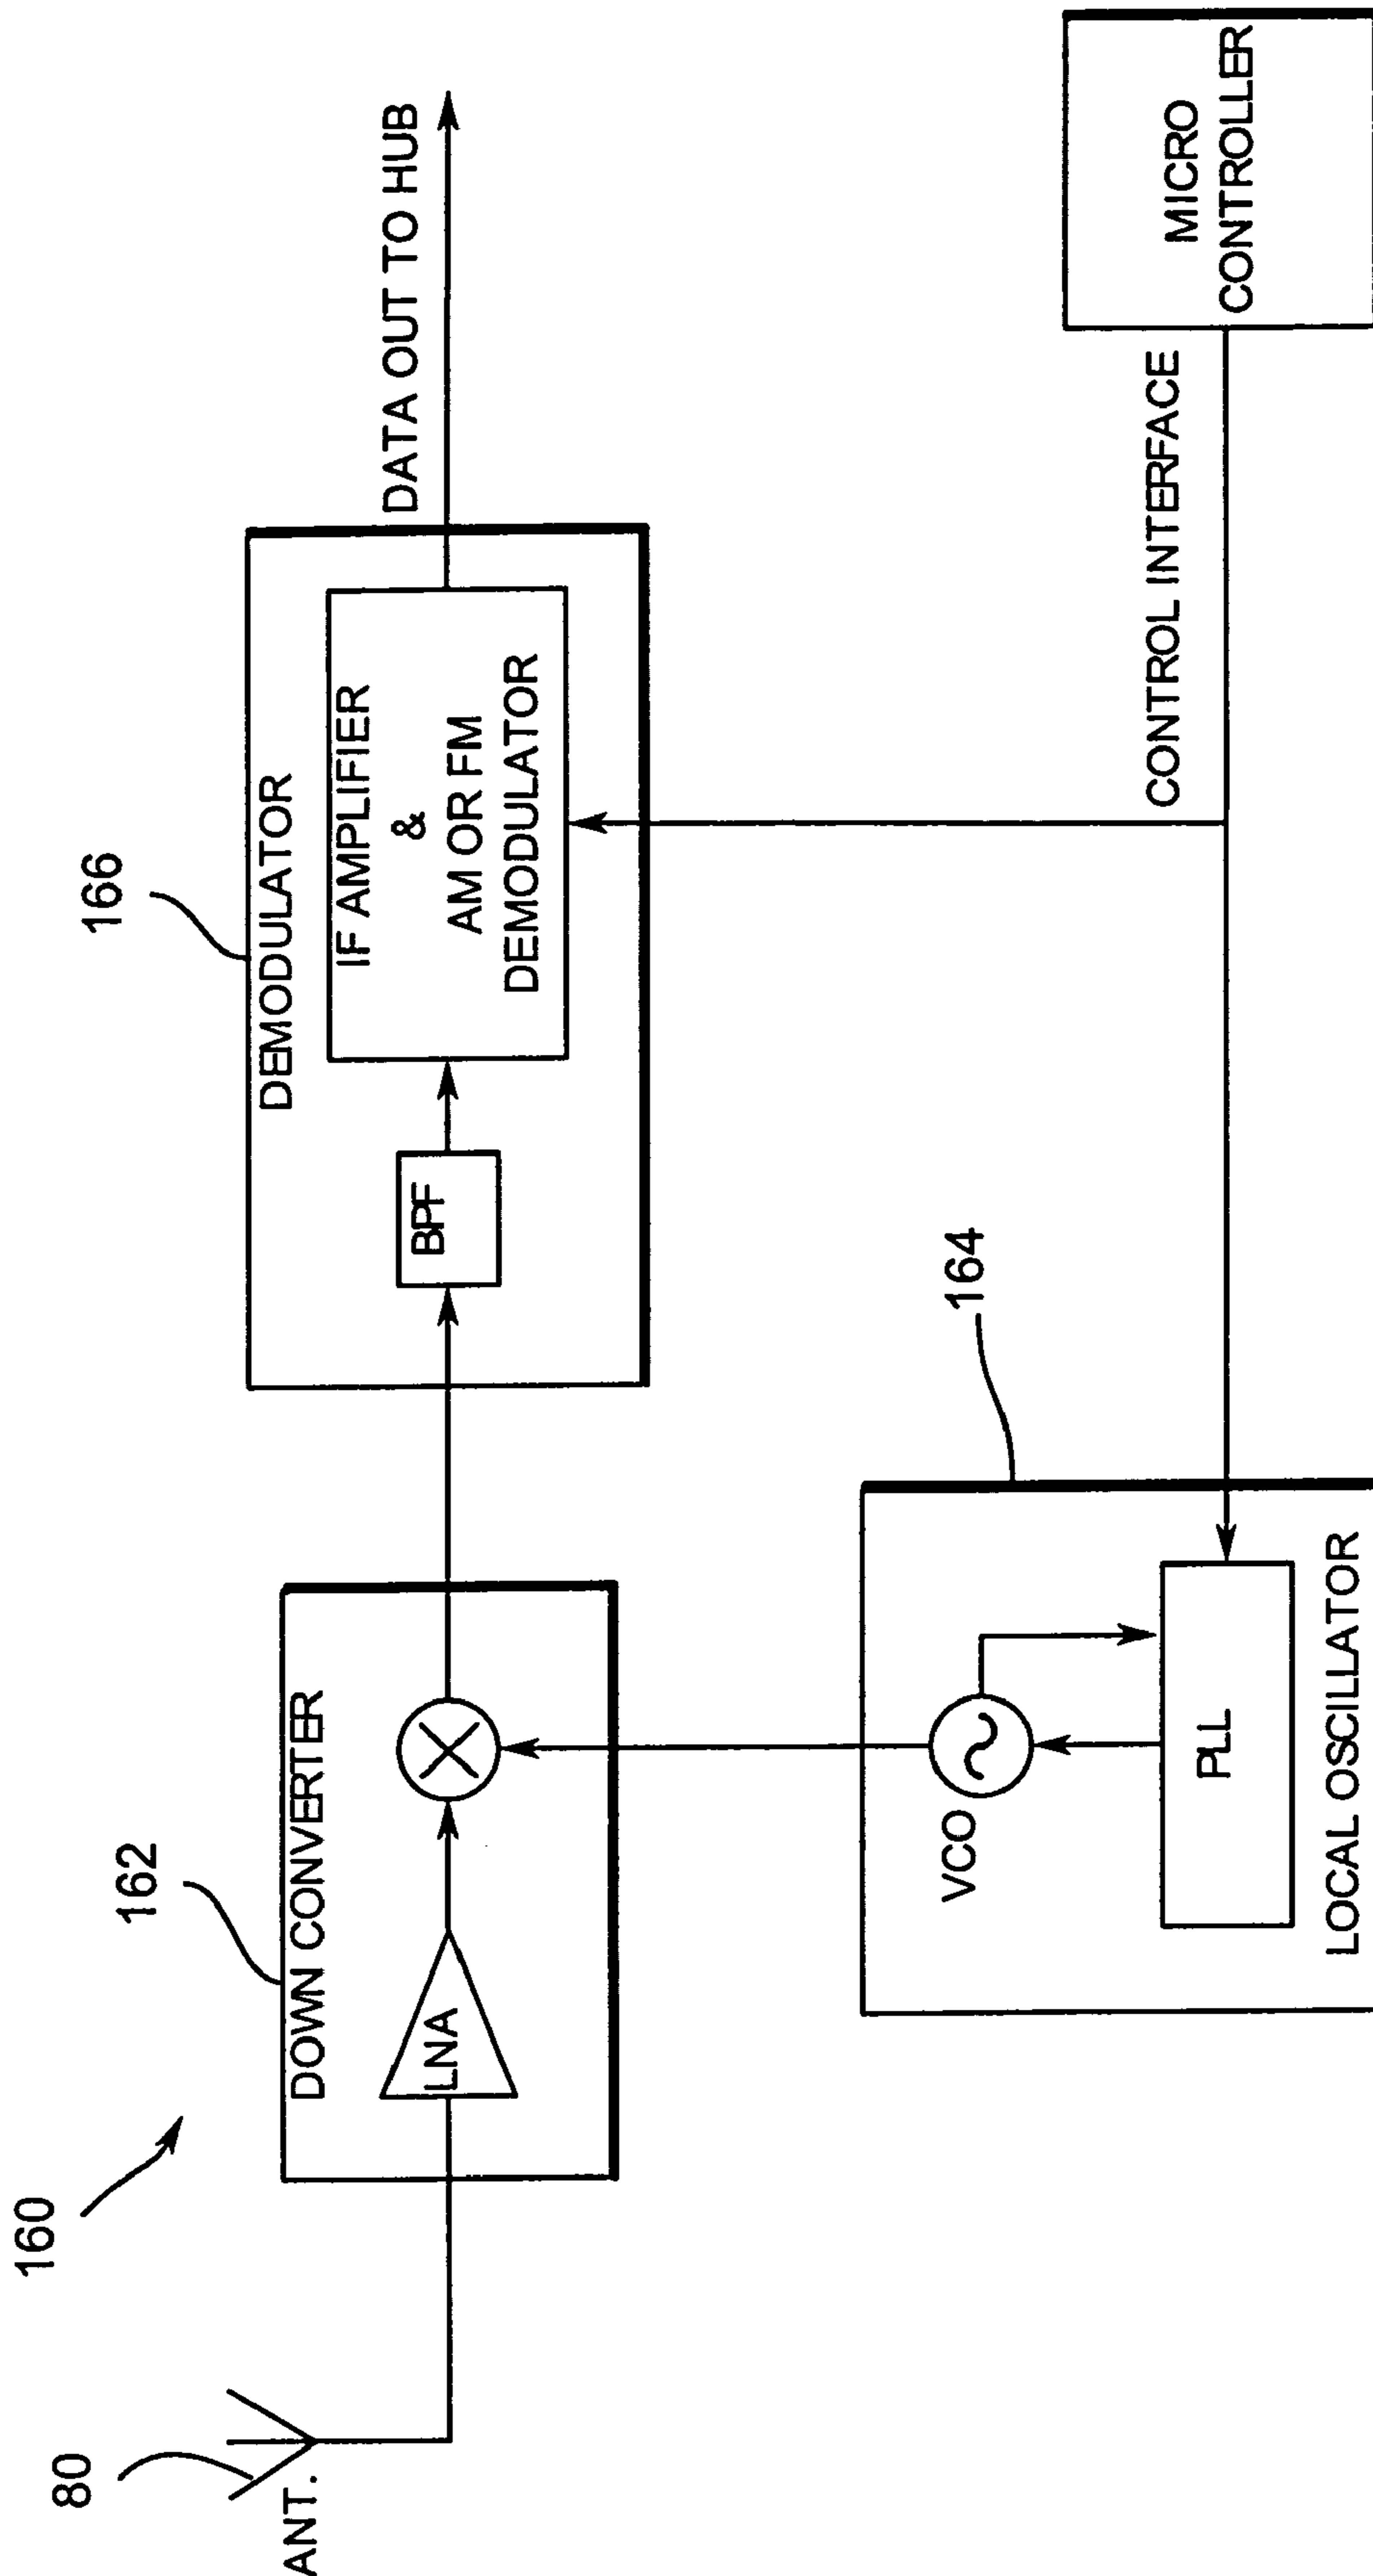 160
80
ANT.
162
DOWN CONVERTER
LNA
166
DEMODULATOR
BPF
IF AMPLIFIER
&
AM OR FM
DEMODULATOR
DATA OUT TO HUB
164
VCO
PLL
LOCAL OSCILLATOR
CONTROL INTERFACE
MICRO
CONTROLLER